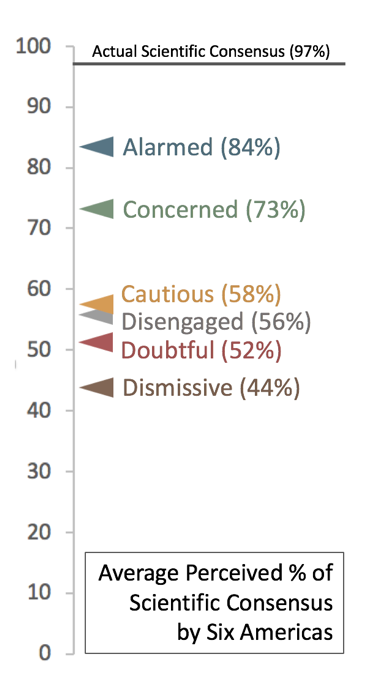 100
Actual Scientific Consensus (97%)
90
Alarmed (84%)
80
Concerned (73%)
70
60
Cautious (58%)
Disengaged (56%)
50
Doubtful (52%)
Dismissive (44%)
40
30
20
Average Perceived % of
10
Scientific Consensus
by Six Americas
0